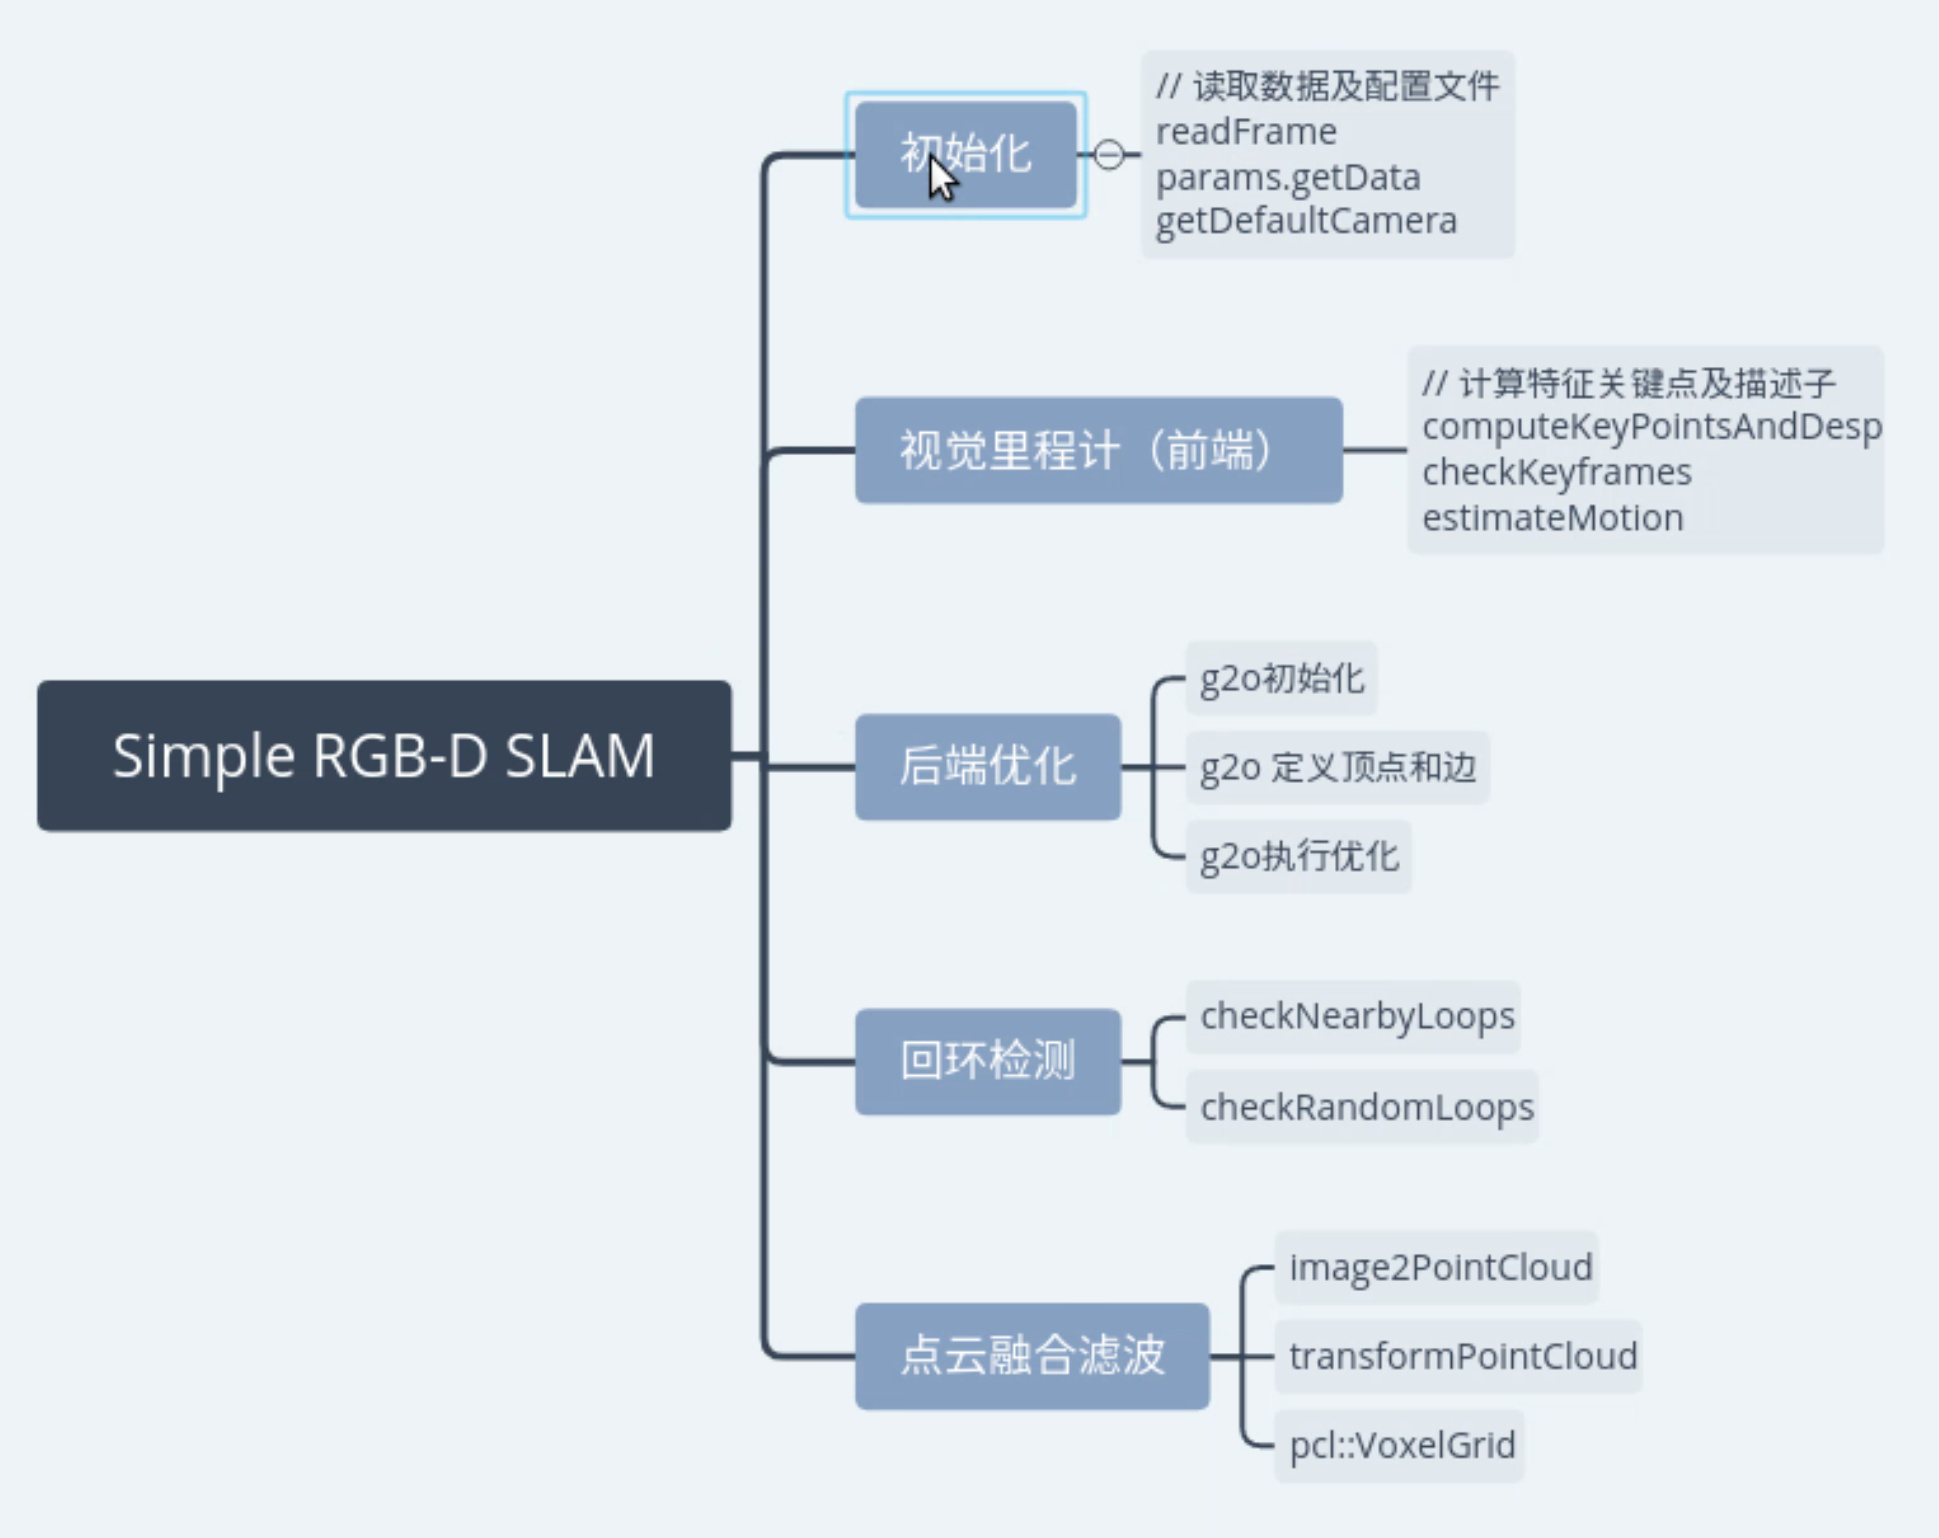 Simple RGB-D SLAM
初始化
// 读取数据及配置文件
readFrame
params.getData
getDefaultCamera
视觉里程计（前端）
// 计算特征关键点及描述子
computeKeyPointsAndDesp
checkKeyframes
estimateMotion
后端优化
g2o初始化
g2o 定义顶点和边
g2o执行优化
回环检测
checkNearbyLoops
checkRandomLoops
点云融合滤波
image2PointCloud
transformPointCloud
pcl::VoxelGrid